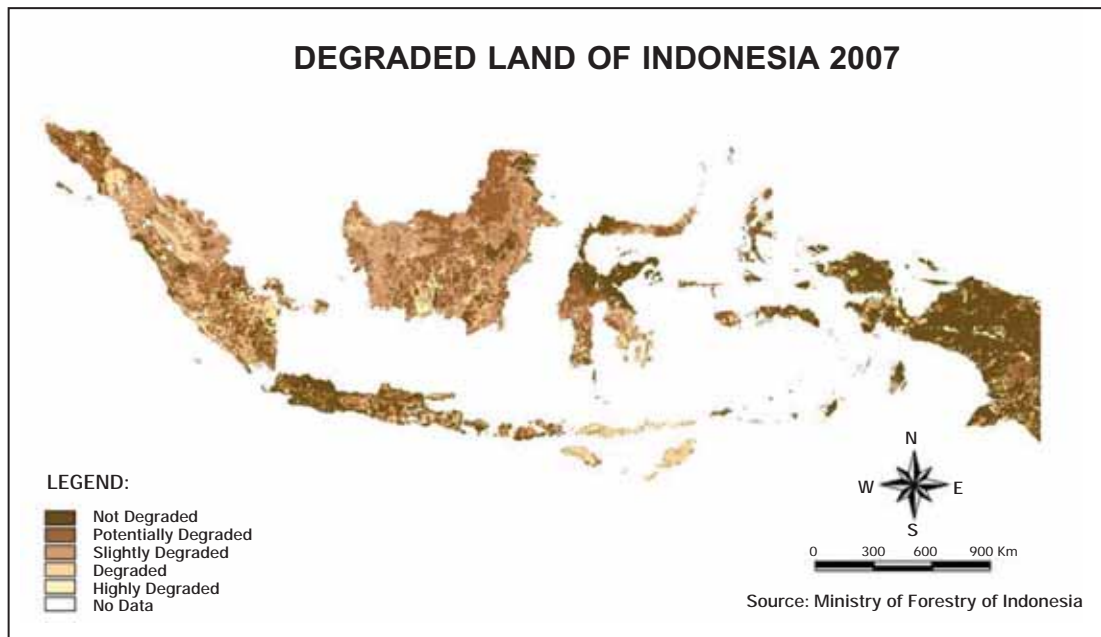 DEGRADED LAND OF INDONESIA 2007
N
W E
S
LEGEND:
Not Degraded
Potentially Degraded
Slightly Degraded
Degraded
Highly Degraded
No Data
0 300 600 900 Km
Source: Ministry of Forestry of Indonesia